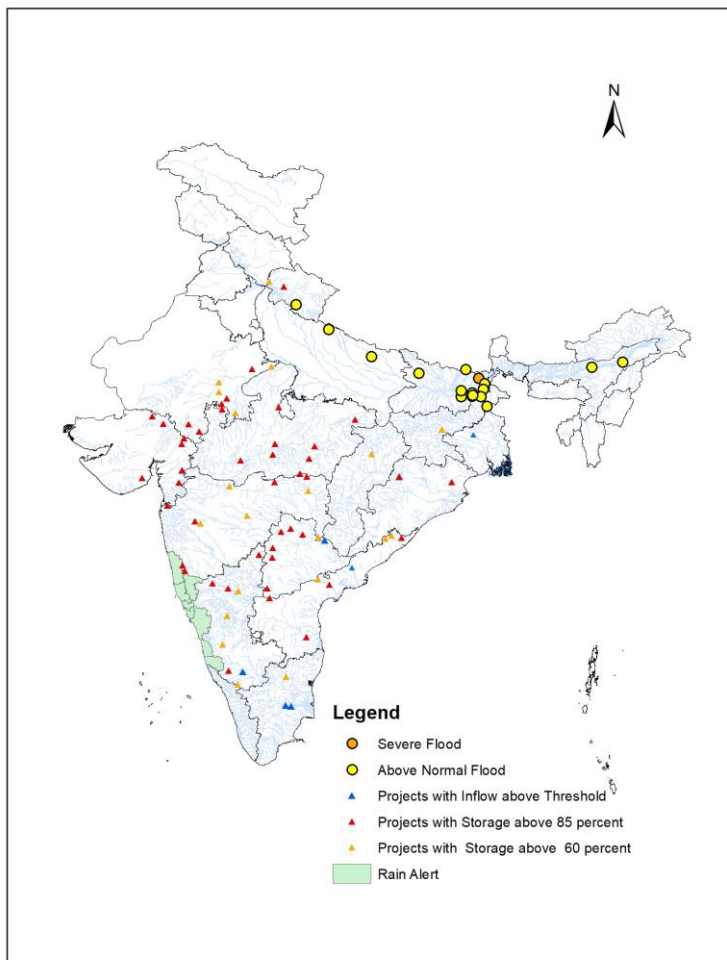 N
Legend
Severe Flood
Above Normal Flood
Projects with Inflow above Threshold
Projects with Storage above 85 percent
Projects with Storage above 60 percent
Rain Alert